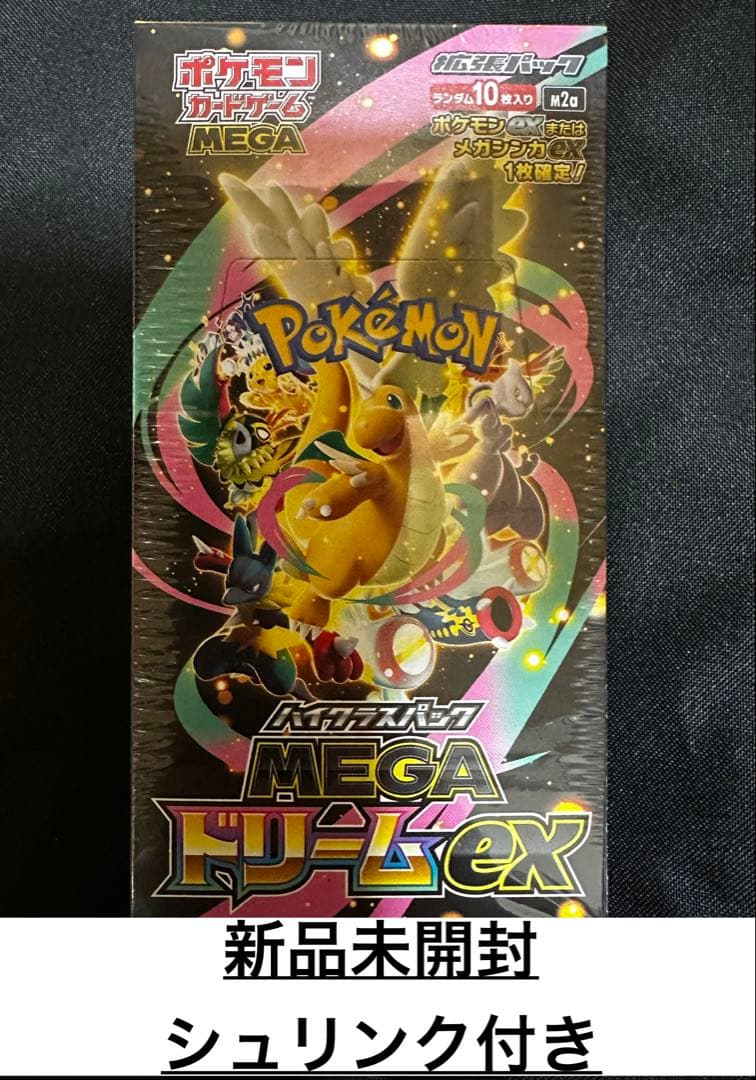 ポケモン
カードゲーム
MEGA
拡張パック
ランダム10枚入り
M2a
ポケモンexまたは
メガシンカex
1枚確定!
POKÉMON
TM
ハイクラスパック
MEGA
ドリームex
新品未開封
シュリンク付き